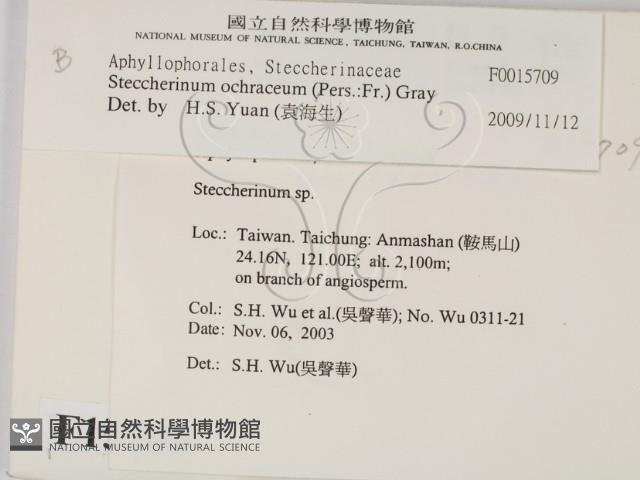 國立自然科學博物館
NATIONAL MUSEUM OF NATURAL SCIENCE, TAICHUNG, TAIWAN, R.O.CHINA
B
Aphyllophorales, Steccherinaceae F0015709
Steccherinum ochraceum (Pers.:Fr.) Gray
Det. by H.S. Yuan (袁海生) 2009/11/12
709
Steccherinum sp.
Loc.: Taiwan. Taichung: Anmashan (鞍馬山)
24.16N, 121.00E; alt. 2,100m;
on branch of angiosperm.
Col.: S.H. Wu et al.(吳聲華); No. Wu 0311-21
Date: Nov. 06, 2003
Det.: S.H. Wu(吳聲華)
國立自然科學博物館
NATIONAL MUSEUM OF NATURAL SCIENCE